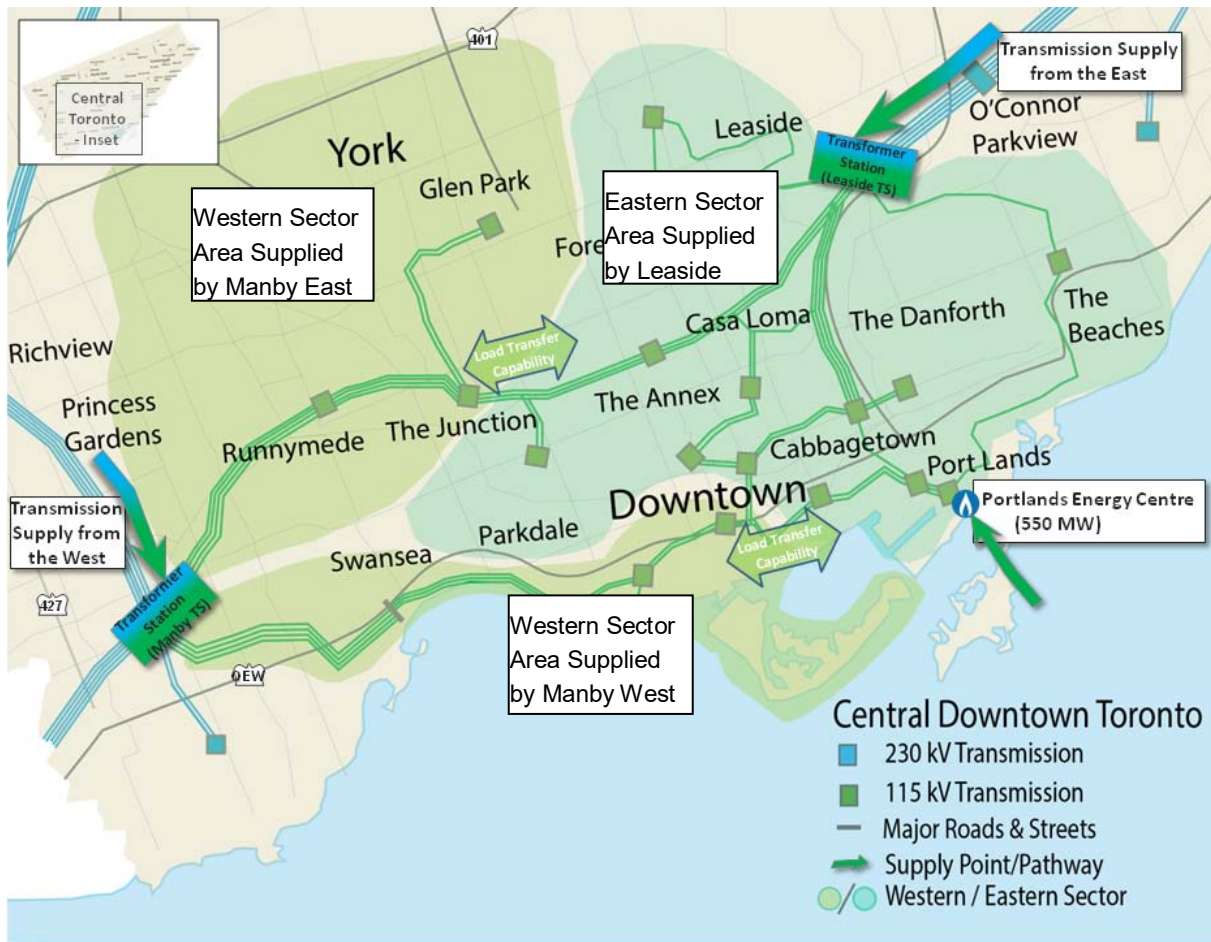 Central
Toronto
- Inset
401
Transmission Supply
from the East
O'Connor
Parkview
Leaside
Transformer
Station
(Leaside TS)
York
Glen Park
Western Sector
Area Supplied
by Manby East
Eastern Sector
Area Supplied
by Leaside
Fore
Casa Loma
The Danforth
The
Beaches
Load Transfer
Capability
Richview
Princess
Gardens
The Annex
The Junction
Runnymede
Cabbagetown
Port Lands
Downtown
Portlands Energy Centre
(550 MW)
Transmission
Supply from
the West
Parkdale
Swansea
Load Transfer
Capability
427
Transformer
Station
(Manby TS)
QEW
Western Sector
Area Supplied
by Manby West
Central Downtown Toronto
230 kV Transmission
115 kV Transmission
Major Roads & Streets
Supply Point/Pathway
Western / Eastern Sector